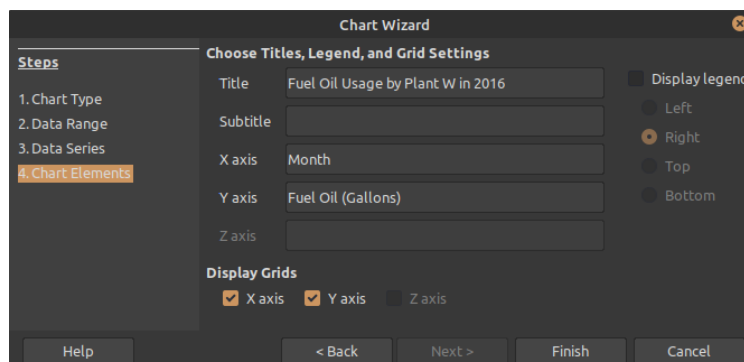 Chart Wizard
Steps
1. Chart Type
2. Data Range
3. Data Series
4. Chart Elements
Choose Titles, Legend, and Grid Settings
Title
Fuel Oil Usage by Plant W in 2016
Subtitle
X axis
Month
Y axis
Fuel Oil (Gallons)
Z axis
Display legend
Left
Right
Top
Bottom
Display Grids
X axis Y axis Z axis
Help < Back Next > Finish Cancel